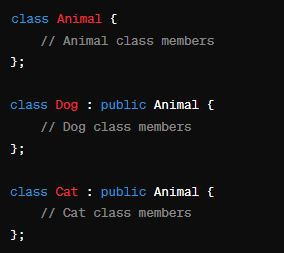 class Animal {
    // Animal class members
};

class Dog : public Animal {
    // Dog class members
};

class Cat : public Animal {
    // Cat class members
};